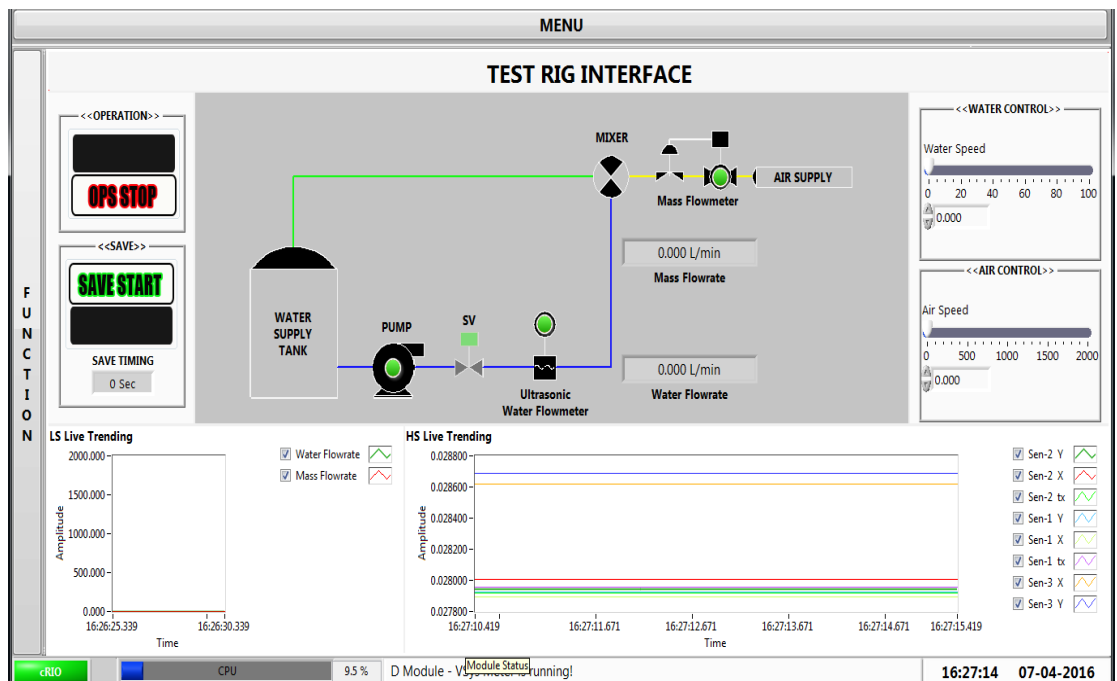 MENU
TEST RIG INTERFACE
FUNCTION
<<OPERATION>>
OPS STOP
<<SAVE>>
SAVE START
SAVE TIMING
0 Sec
MIXER
AIR SUPPLY
Mass Flowmeter
0.000 L/min
Mass Flowrate
WATER
SUPPLY
TANK
PUMP
SV
Ultrasonic
Water Flowmeter
0.000 L/min
Water Flowrate
<<WATER CONTROL>>
Water Speed
0 20 40 60 80 100
0.000
<<AIR CONTROL>>
Air Speed
0 500 1000 1500 2000
0.000
LS Live Trending
Amplitude
2000.000
1500.000
1000.000
500.000
0.000
16:26:25.339 16:26:30.339
Time
Water Flowrate
Mass Flowrate
HS Live Trending
Amplitude
0.028800
0.028600
0.028400
0.028200
0.028000
0.027800
16:27:10.419 16:27:11.671 16:27:12.671 16:27:13.671 16:27:14.671 16:27:15.419
Time
Sen-2 Y
Sen-2 X
Sen-2 tx
Sen-1 Y
Sen-1 X
Sen-1 tx
Sen-3 X
Sen-3 Y
cRIO
CPU
9.5 %
D Module - running!
Module Status
16:27:14 07-04-2016